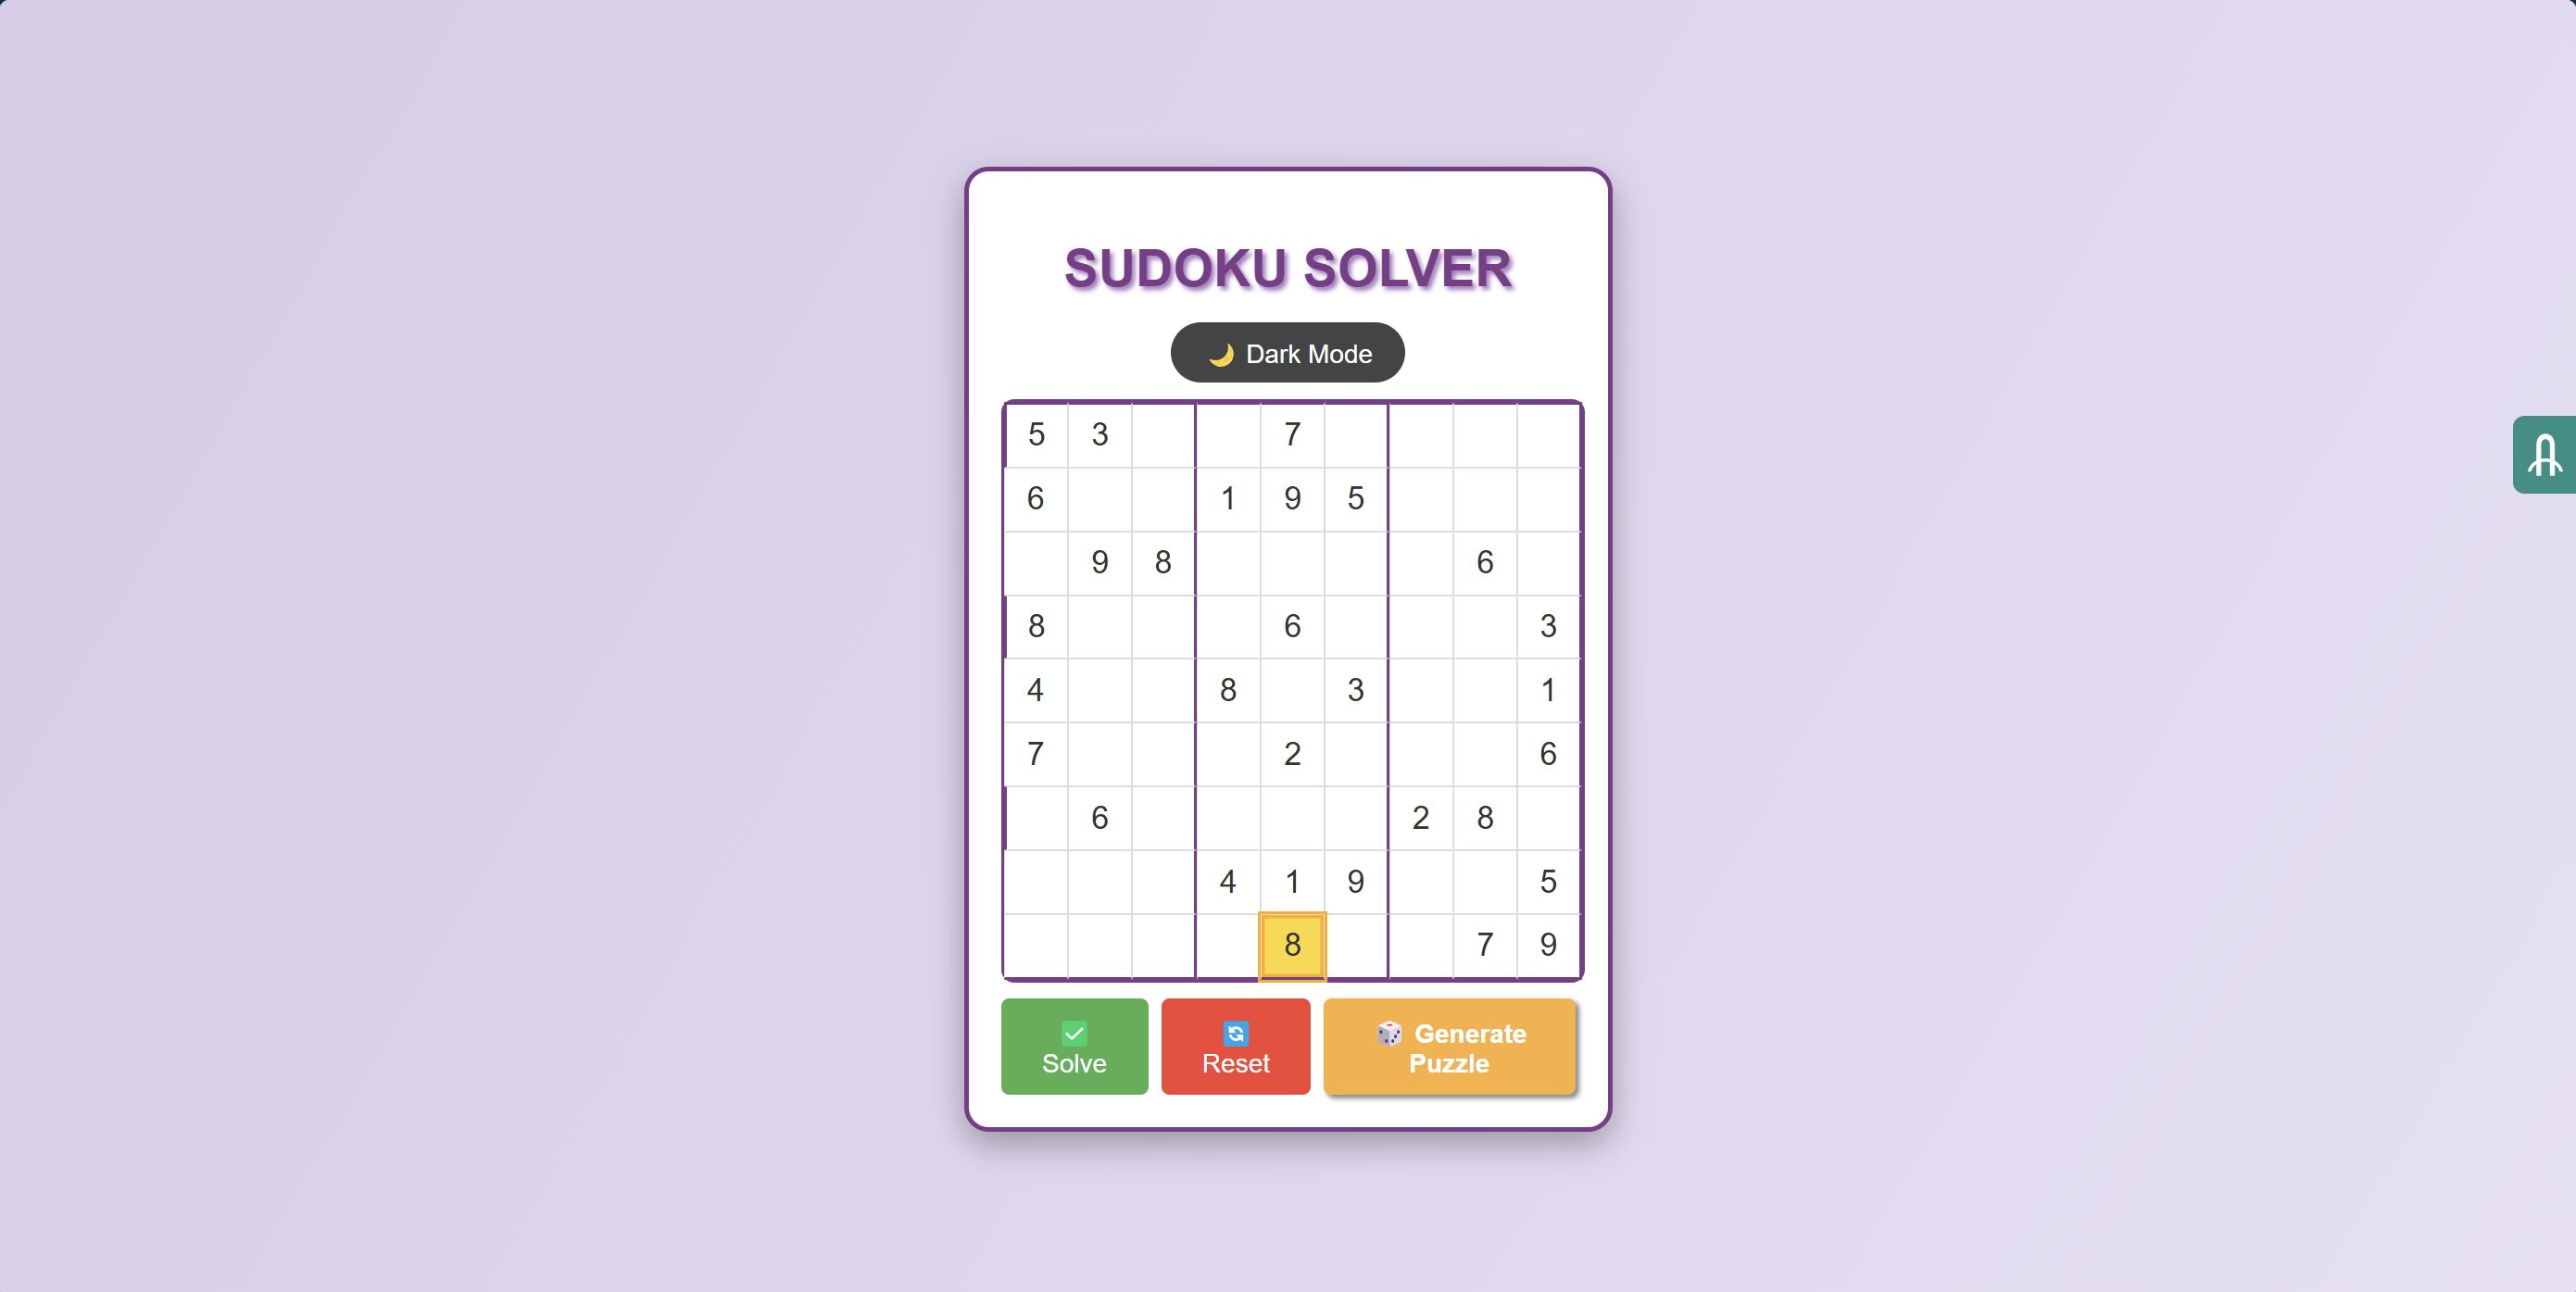 SUDOKU SOLVER
🌙 Dark Mode
5 3 7
6 1 9 5
9 8 6
8 6 3
4 8 3 1
7 2 6
6 2 8
4 1 9 5
8 7 9
✅ Solve
🔄 Reset
🎲 Generate
Puzzle